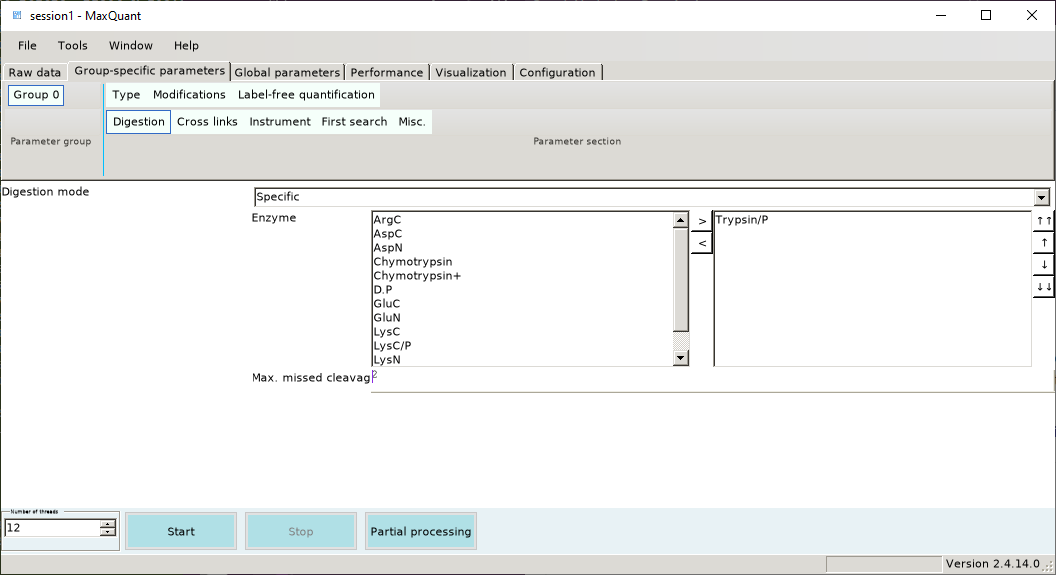 session1 - MaxQuant
File Tools Window Help
Raw data Group-specific parameters Global parameters Performance Visualization Configuration
Group 0 Type Modifications Label-free quantification
Digestion Cross links Instrument First search Misc.
Parameter group Parameter section
Digestion mode Specific
Enzyme
ArgC
AspC
AspN
Chymotrypsin
Chymotrypsin+
D.P
GluC
GluN
LysC
LysC/P
LysN
>
<
Trypsin/P
↑↑
↑
↓
↓↓
Max. missed cleavag 2
Number of threads
12
Start Stop Partial processing
Version 2.4.14.0